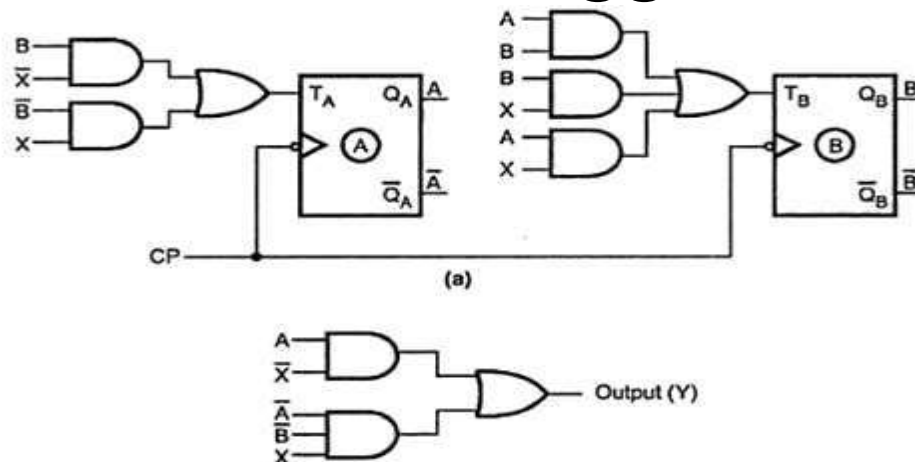 B
X̅
B̅
X
T_A Q_A A
A
Q̅_A A̅
A
B
B
X
A
X
T_B Q_B B
B
Q̅_B B̅
CP
(a)
A
X̅
A̅
B̅
X
Output (Y)